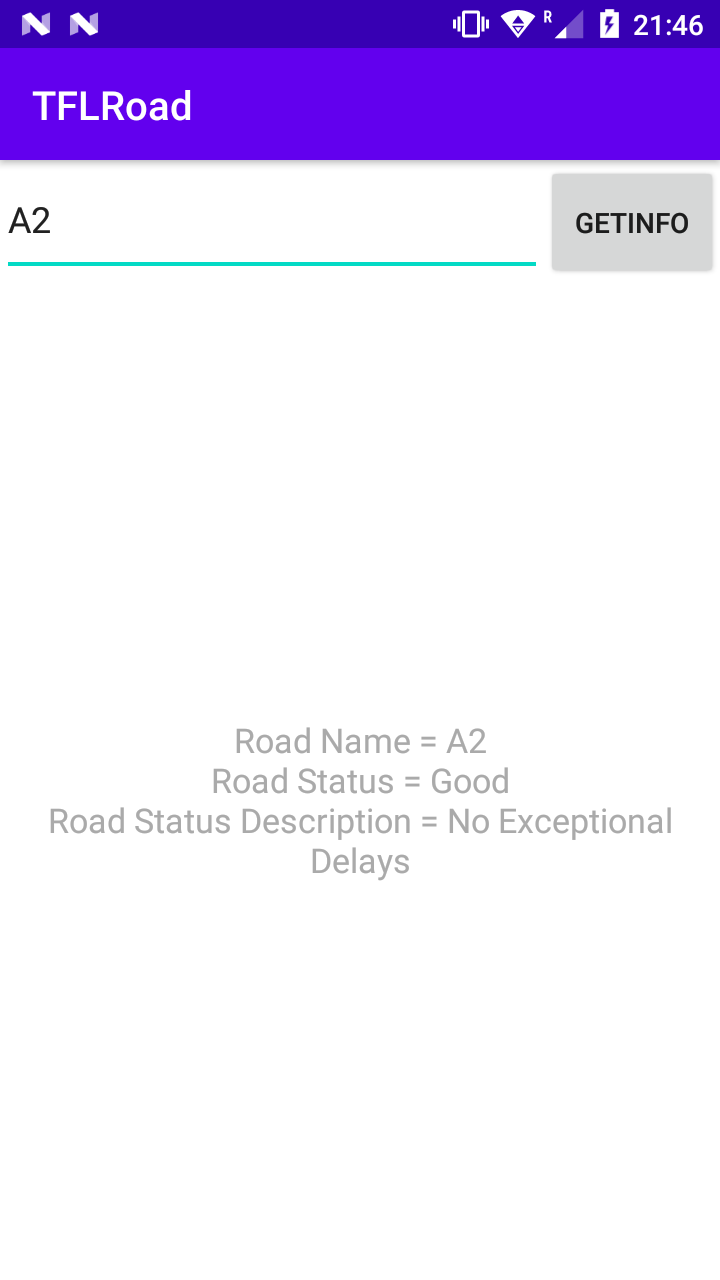 R
21:46
TFLRoad
A2
GETINFO
Road Name = A2
Road Status = Good
Road Status Description = No Exceptional
Delays